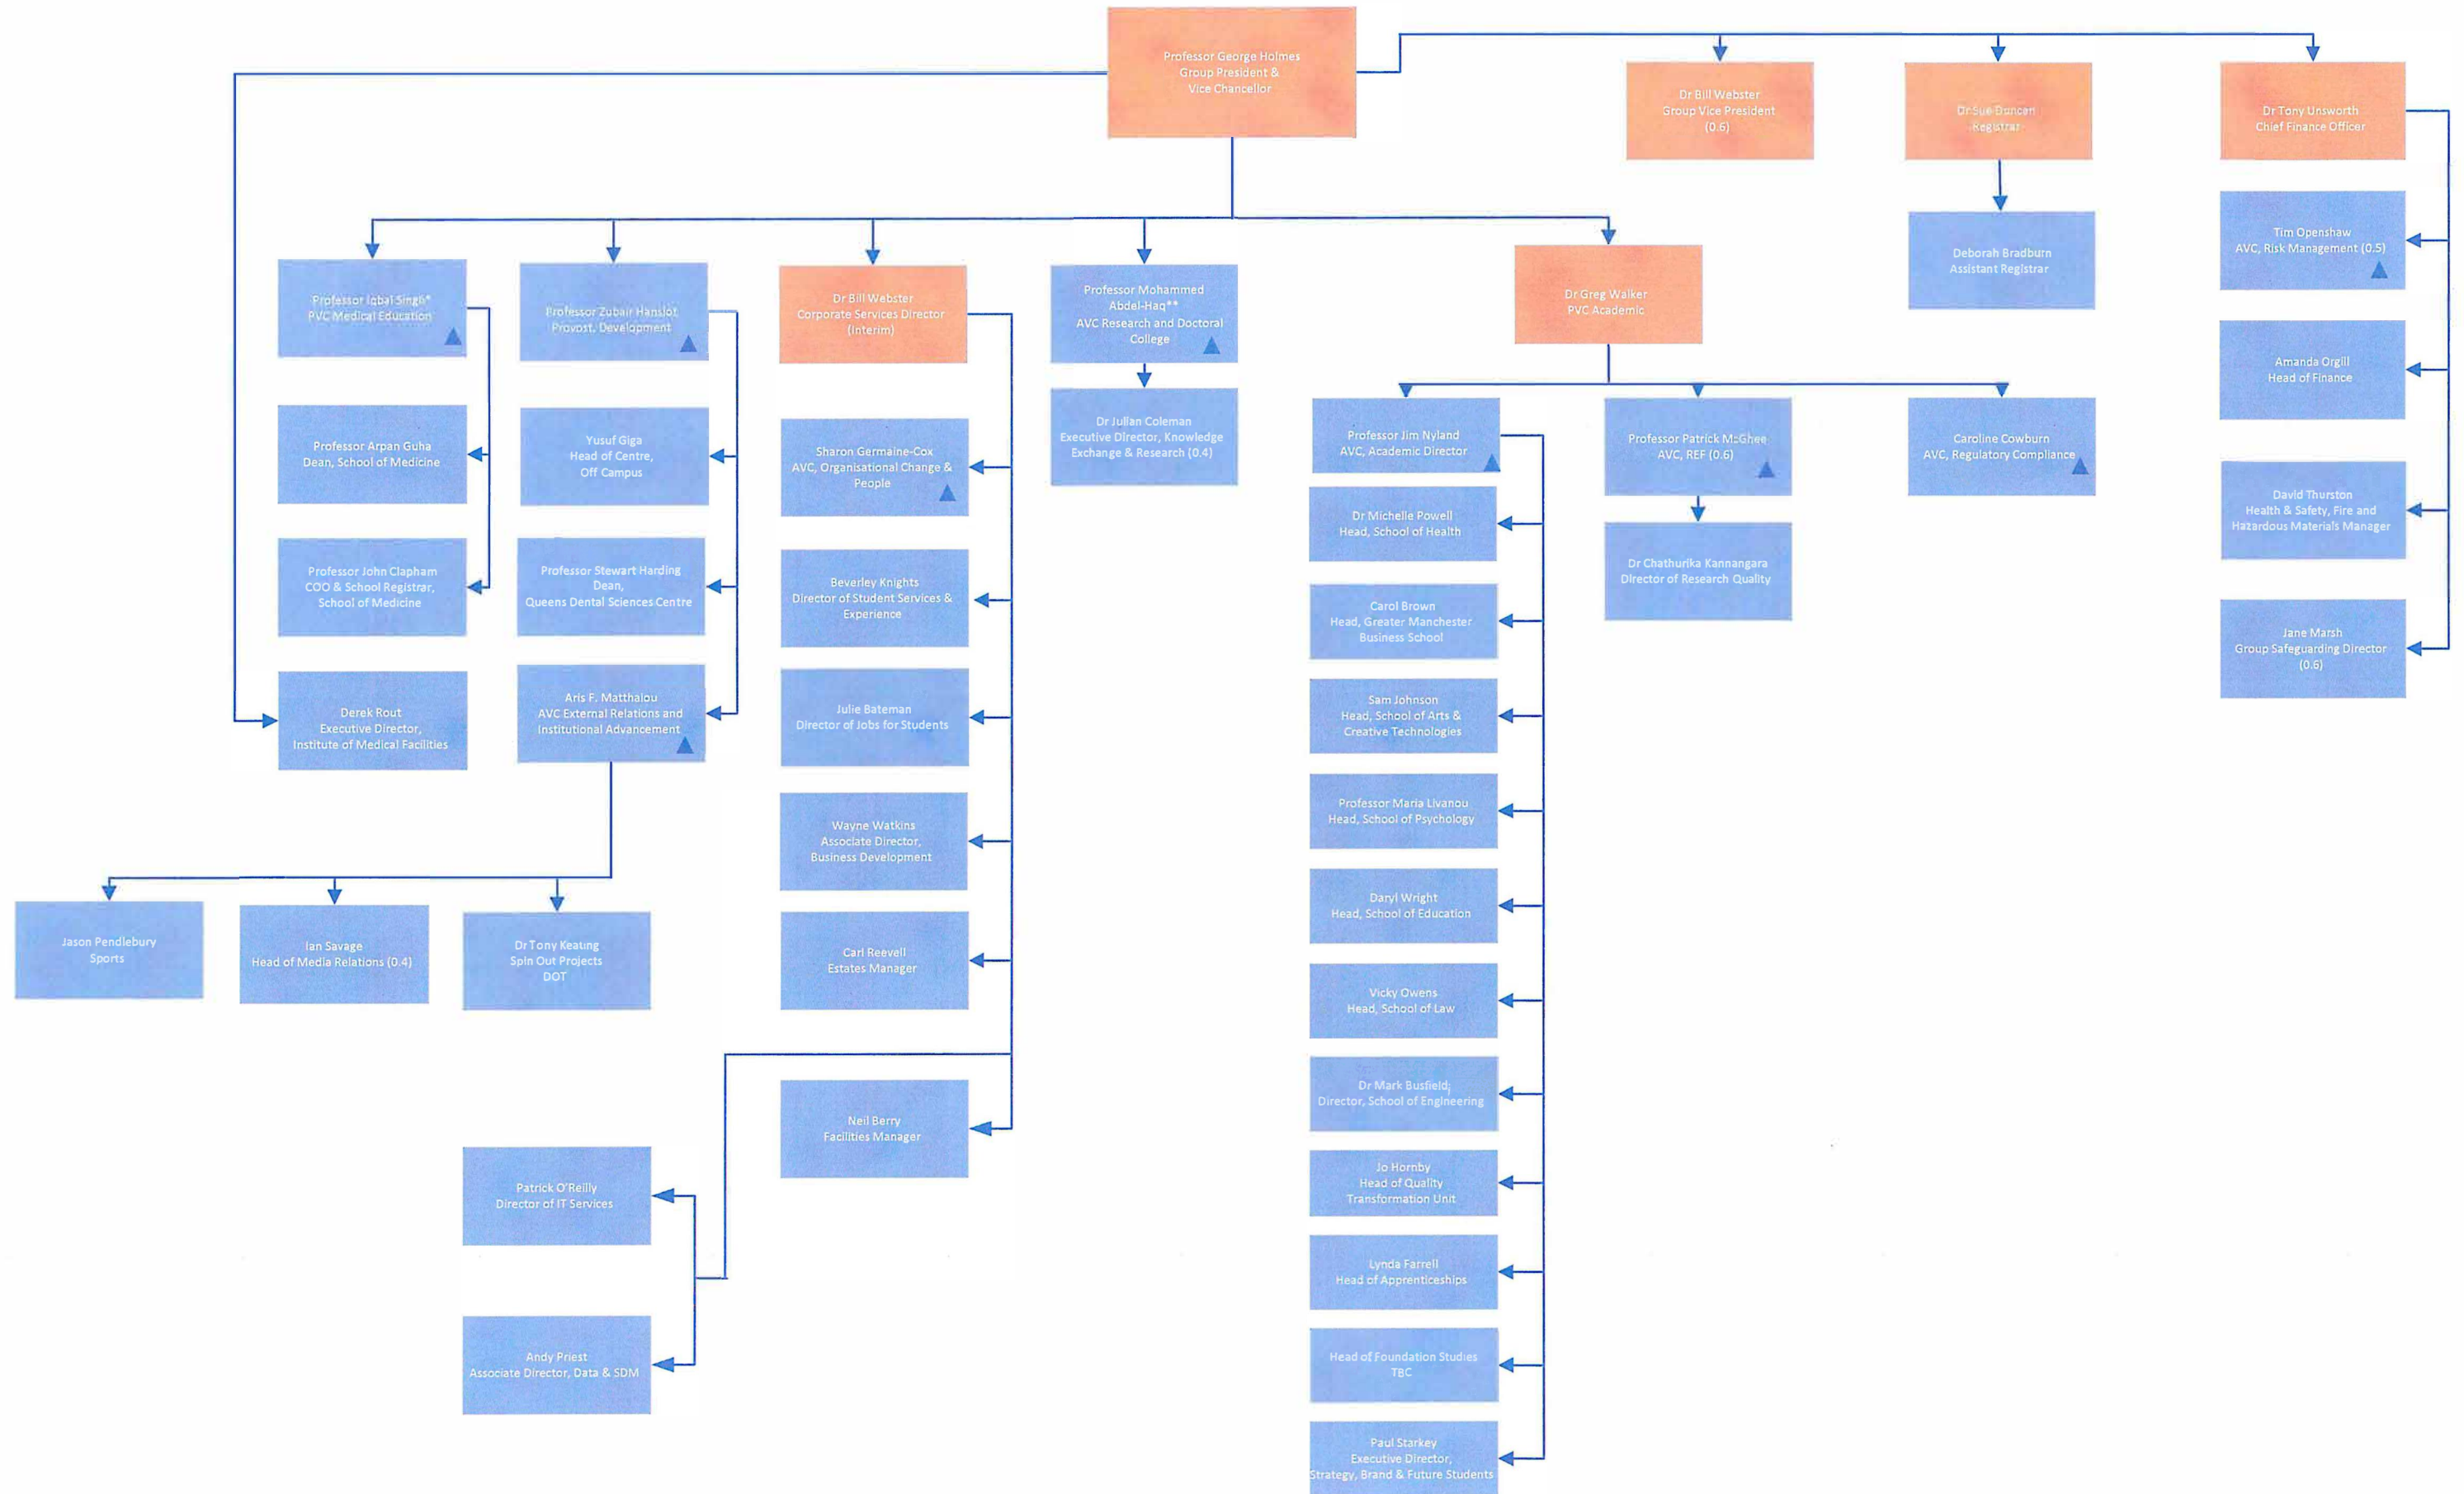 Professor George Holmes
Group President &
Vice Chancellor
Dr Bill Webster
Group Vice President
(0.6)
Dr Sue Duncan
Registrar
Dr Tony Unsworth
Chief Finance Officer
Deborah Bradburn
Assistant Registrar
Tim Openshaw
AVC, Risk Management (0.5)
Amanda Orgill
Head of Finance
David Thurston
Health & Safety, Fire and
Hazardous Materials Manager
Jane Marsh
Group Safeguarding Director
(0.6)
Professor Iqbal Singh*
PVC Medical Education
Professor Arpan Guha
Dean, School of Medicine
Professor John Clapham
COO & School Registrar,
School of Medicine
Derek Rout
Executive Director,
Institute of Medical Facilities
Professor Zubair Hanslot
Provost, Development
Yusuf Giga
Head of Centre,
Off Campus
Professor Stewart Harding
Dean,
Queens Dental Sciences Centre
Aris F. Matthaiou
AVC External Relations and
Institutional Advancement
Jason Pendlebury
Sports
Ian Savage
Head of Media Relations (0.4)
Dr Tony Keating
Spin Out Projects
DOT
Dr Bill Webster
Corporate Services Director
(Interim)
Sharon Germaine-Cox
AVC, Organisational Change &
People
Beverley Knights
Director of Student Services &
Experience
Julie Bateman
Director of Jobs for Students
Wayne Watkins
Associate Director,
Business Development
Carl Reevell
Estates Manager
Neil Berry
Facilities Manager
Patrick O'Reilly
Director of IT Services
Andy Priest
Associate Director, Data & SDM
Professor Mohammed
Abdel-Haq**
AVC Research and Doctoral
College
Dr Julian Coleman
Executive Director, Knowledge
Exchange & Research (0.4)
Dr Greg Walker
PVC Academic
Professor Jim Nyland
AVC, Academic Director
Dr Michelle Powell
Head, School of Health
Carol Brown
Head, Greater Manchester
Business School
Sam Johnson
Head, School of Arts &
Creative Technologies
Professor Maria Livanou
Head, School of Psychology
Daryl Wright
Head, School of Education
Vicky Owens
Head, School of Law
Dr Mark Busfield;
Director, School of Engineering
Jo Hornby
Head of Quality
Transformation Unit
Lynda Farrell
Head of Apprenticeships
Head of Foundation Studies
TBC
Paul Starkey
Executive Director,
Strategy, Brand & Future Students
Professor Patrick McGhee
AVC, REF (0.6)
Dr Chathurika Kannangara
Director of Research Quality
Caroline Cowburn
AVC, Regulatory Compliance